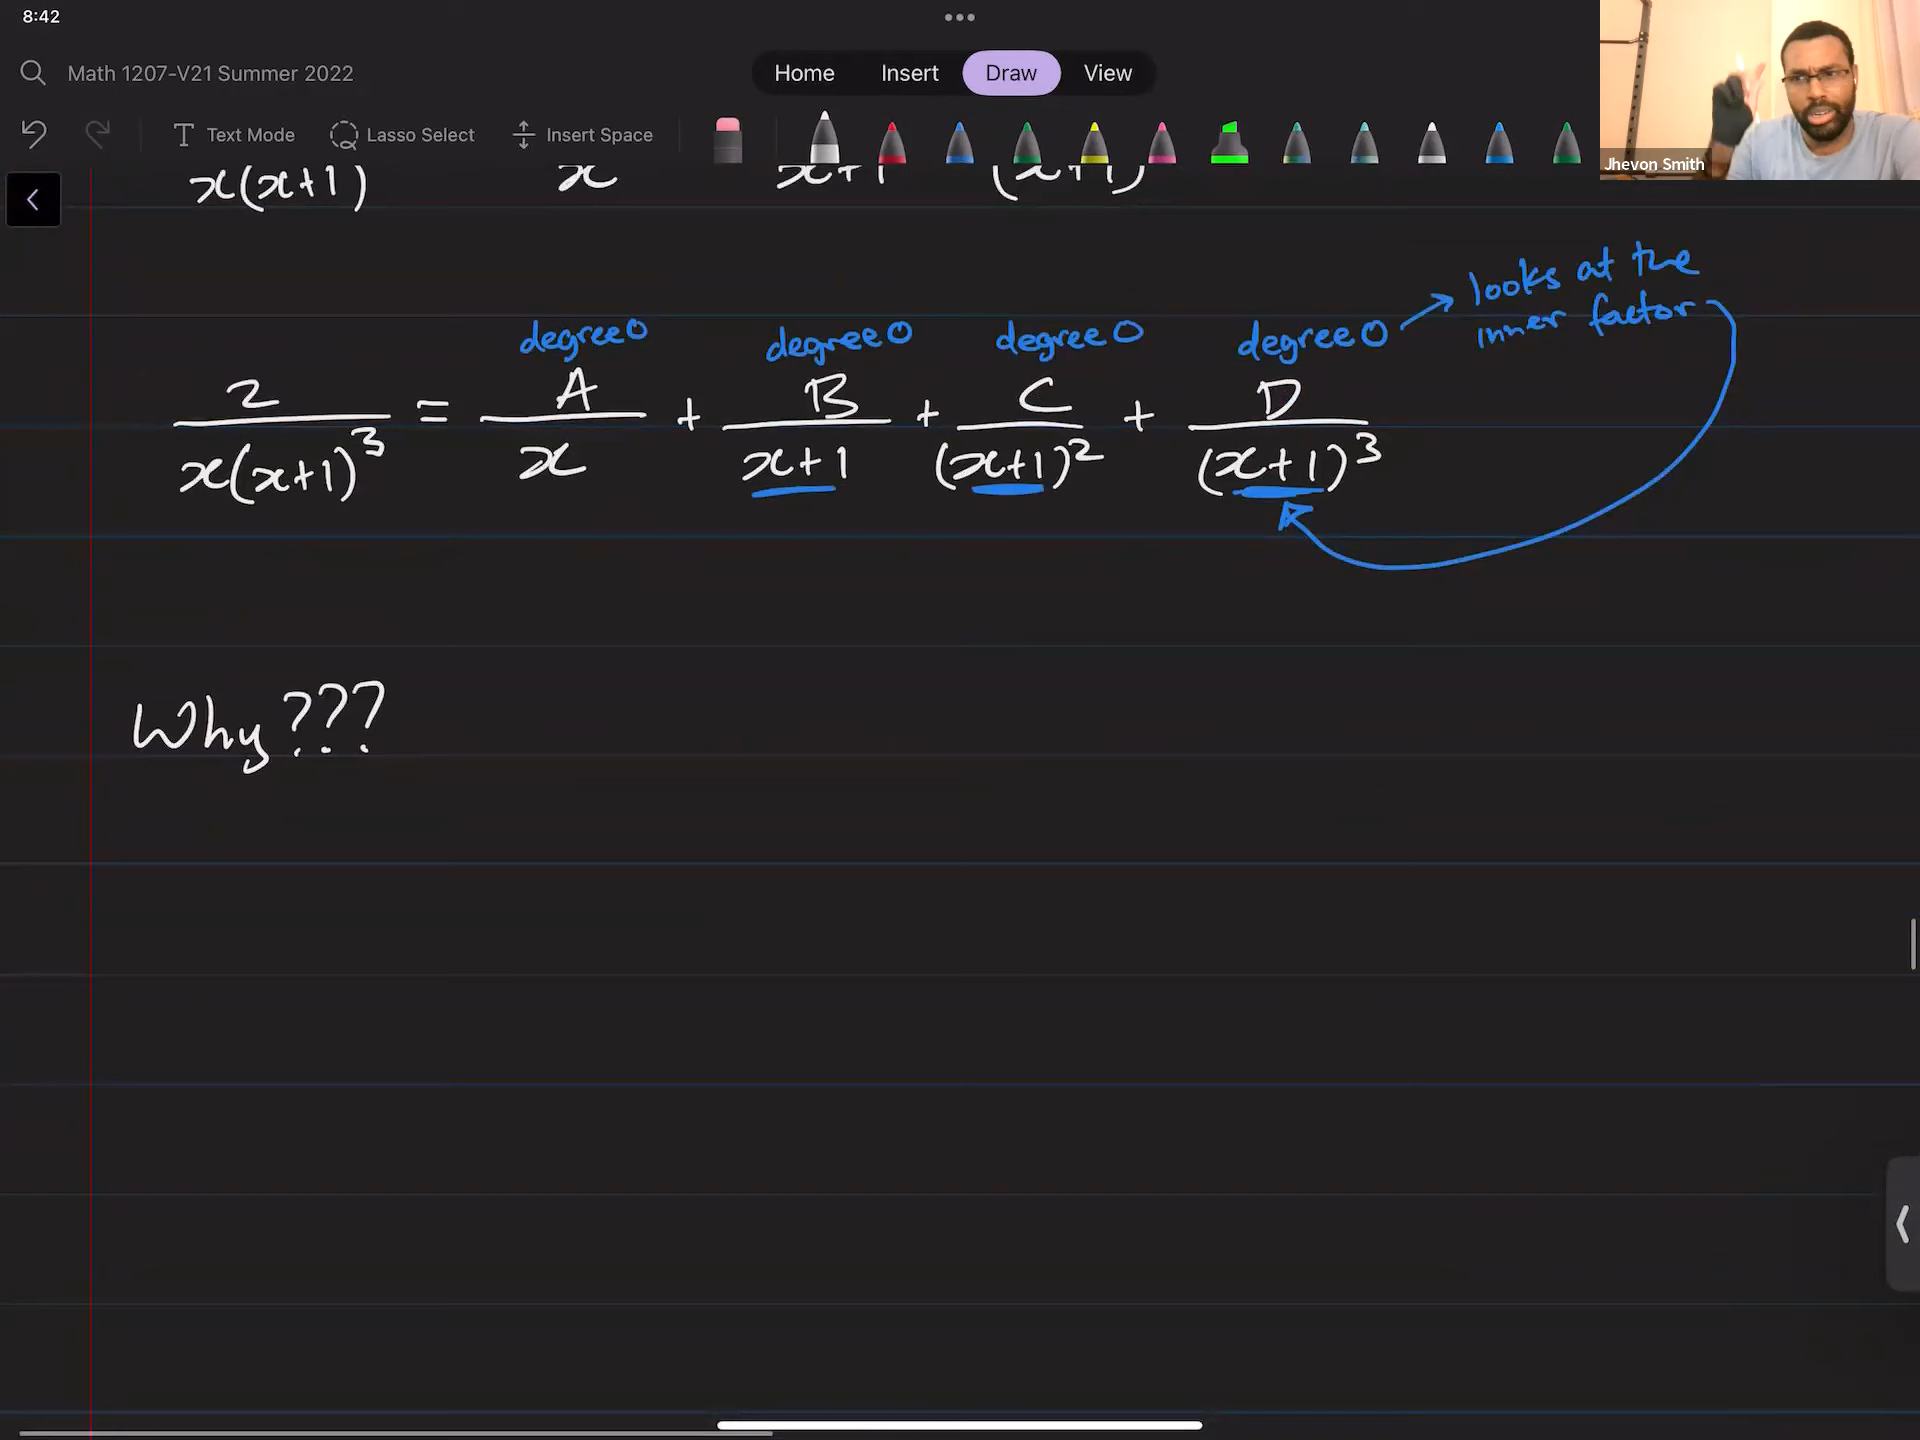 8:42
Math 1207-V21 Summer 2022
Home Insert Draw View
Text Mode Lasso Select Insert Space
Jhevon Smith
x(x+1) x x+1 (x+1)
looks at the
inner factor
degree 0 degree 0 degree 0 degree 0
2 = A + B + C + D
x(x+1)^3 x x+1 (x+1)^2 (x+1)^3
Why???